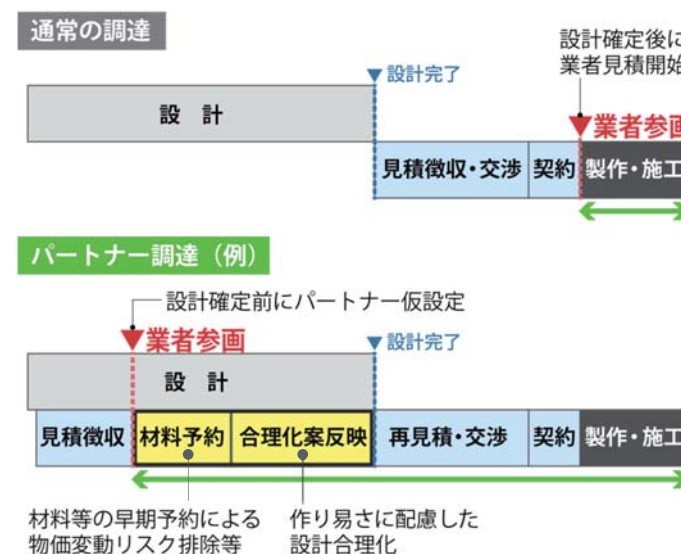 通常の調達
設計確定後に
業者見積開始
▼設計完了
設 計
▼業者参画
見積徴収・交渉 契約 製作・施工
パートナー調達（例）
設計確定前にパートナー仮設定
▼業者参画
▼設計完了
設 計
見積徴収 材料予約 合理化案反映 再見積・交渉 契約 製作・施工
材料等の早期予約による
物価変動リスク排除等
作り易さに配慮した
設計合理化